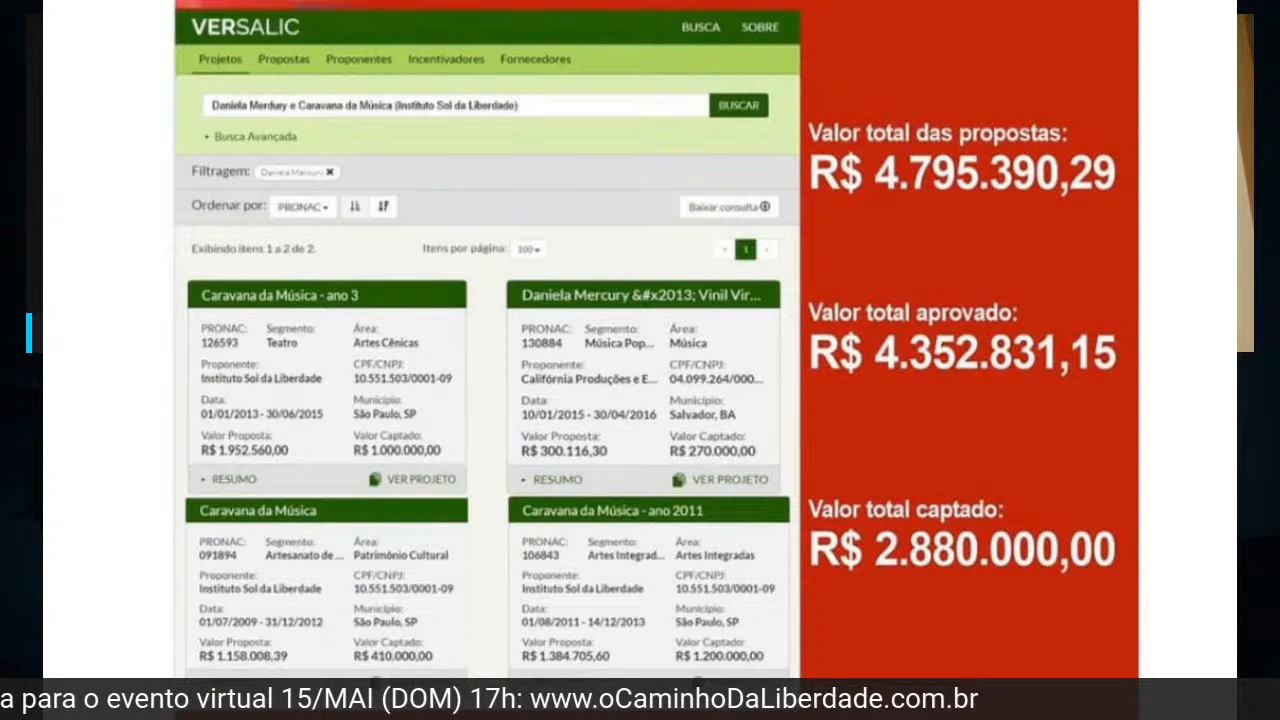 VERSALIC
BUSCA SOBRE
Projetos Propostas Proponentes Incentivadores Fornecedores
Daniela Merdury e Caravana da Música (Instituto Sol da Liberdade)
BUSCAR
Busca Avançada
Filtragem: Daniela Mercury ✖
Ordenar por: PRONAC
Baixar consulta
Exibindo itens 1 a 2 de 2.
Itens por página: 100
1
Caravana da Música - ano 3
PRONAC: Segmento: Área:
126593 Teatro Artes Cênicas
Proponente: CPF/CNPJ:
Instituto Sol da Liberdade 10.551.503/0001-09
Data: Município:
01/01/2013 - 30/06/2015 São Paulo, SP
Valor Proposta: Valor Captado:
R$ 1.952.560,00 R$ 1.000.000,00
RESUMO VER PROJETO
Daniela Mercury &#x2013; Vinil Vir...
PRONAC: Segmento: Área:
130884 Música Pop... Música
Proponente: CPF/CNPJ:
Califórnia Produções e E... 04.099.264/000...
Data: Município:
10/01/2015 - 30/04/2016 Salvador, BA
Valor Proposta: Valor Captado:
R$ 300.116,30 R$ 270.000,00
RESUMO VER PROJETO
Caravana da Música
PRONAC: Segmento: Área:
091894 Artesanato de ... Patrimônio Cultural
Proponente: CPF/CNPJ:
Instituto Sol da Liberdade 10.551.503/0001-09
Data: Município:
01/07/2009 - 31/12/2012 São Paulo, SP
Valor Proposta: Valor Captado:
R$ 1.158.008,39 R$ 410.000,00
Caravana da Música - ano 2011
PRONAC: Segmento: Área:
106843 Artes Integrad... Artes Integradas
Proponente: CPF/CNPJ:
Instituto Sol da Liberdade 10.551.503/0001-09
Data: Município:
01/08/2011 - 14/12/2013 São Paulo, SP
Valor Proposta: Valor Captado:
R$ 1.384.705,60 R$ 1.200.000,00
Valor total das propostas:
R$ 4.795.390,29
Valor total aprovado:
R$ 4.352.831,15
Valor total captado:
R$ 2.880.000,00
a para o evento virtual 15/MAI (DOM) 17h: www.oCaminhoDaLiberdade.com.br